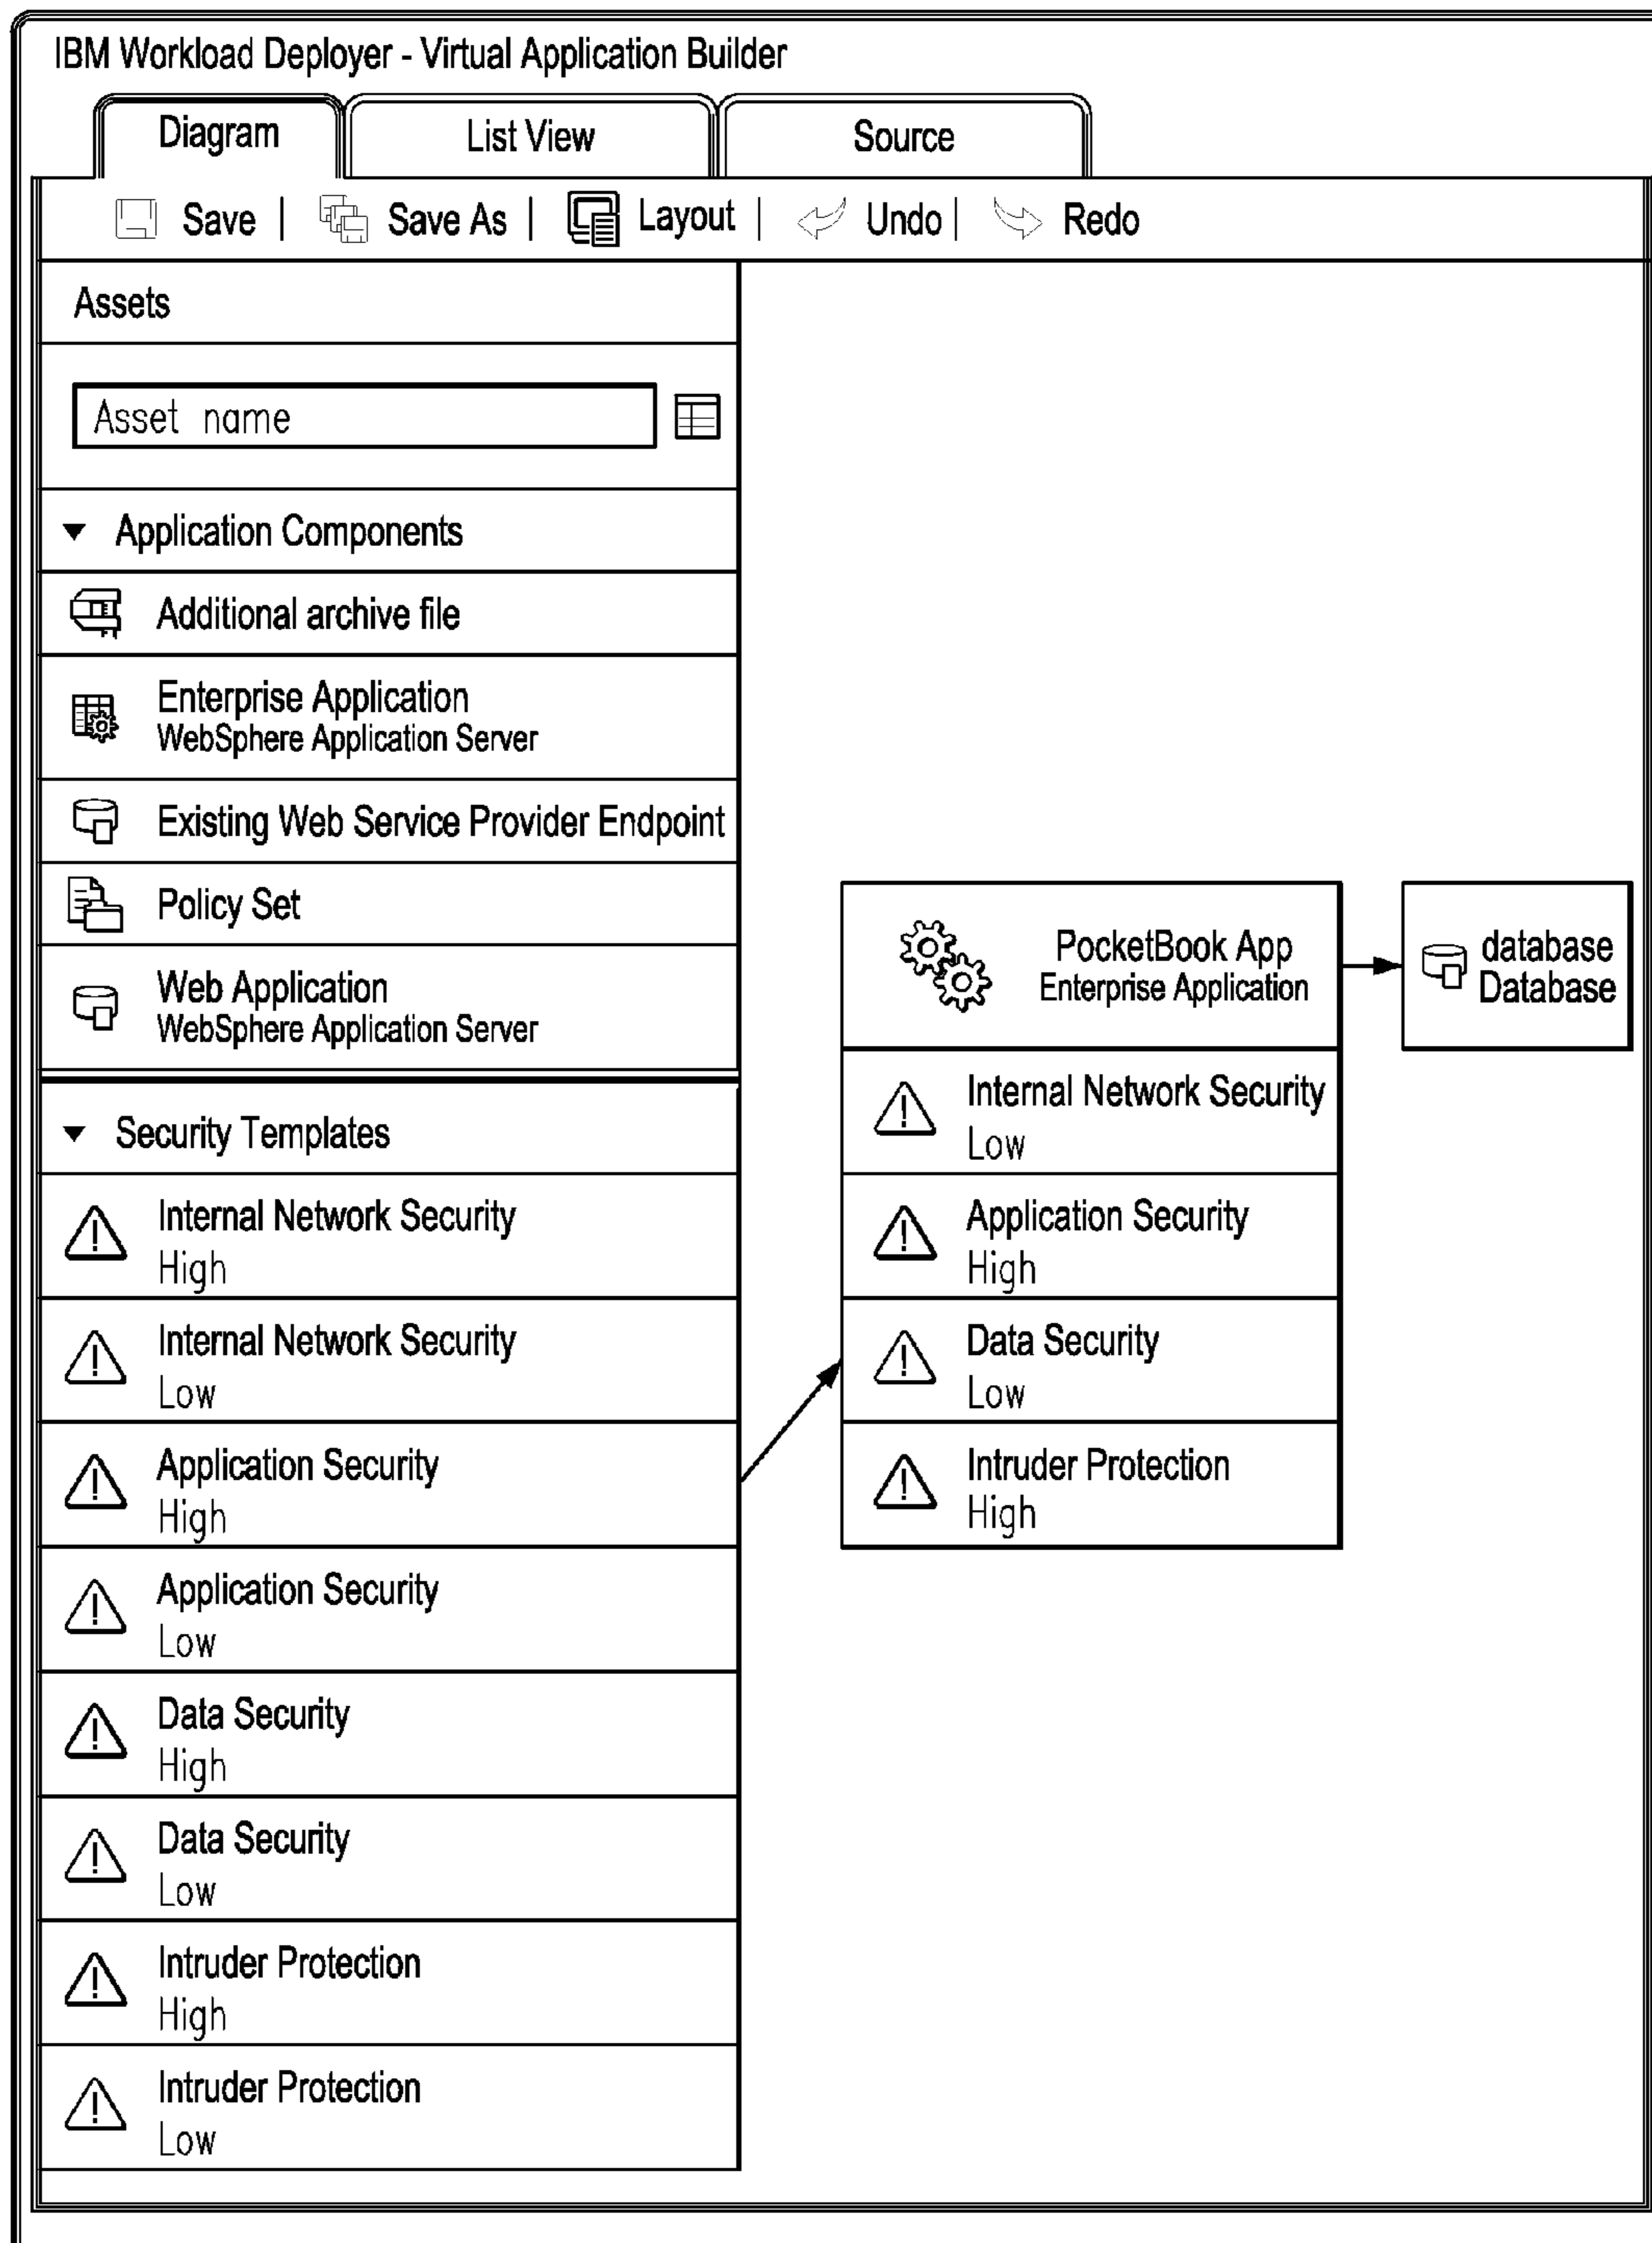 IBM Workload Deployer - Virtual Application Builder
Diagram
List View
Source
Save | Save As | Layout | Undo | Redo
Assets
Asset name
Application Components
Additional archive file
Enterprise Application
WebSphere Application Server
Existing Web Service Provider Endpoint
Policy Set
Web Application
WebSphere Application Server
Security Templates
Internal Network Security
High
Internal Network Security
Low
Application Security
High
Application Security
Low
Data Security
High
Data Security
Low
Intruder Protection
High
Intruder Protection
Low
PocketBook App
Enterprise Application
Internal Network Security
Low
Application Security
High
Data Security
Low
Intruder Protection
High
database
Database